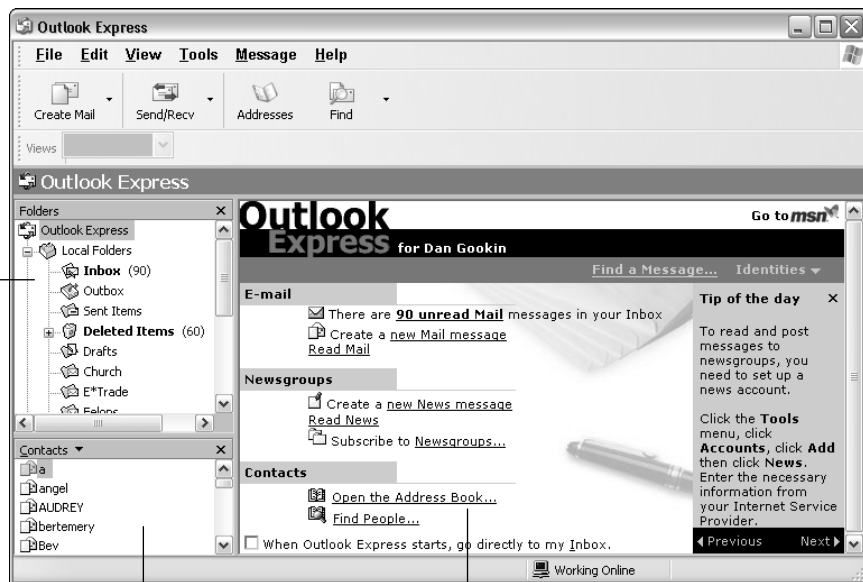 Outlook Express
File Edit View Tools Message Help
Create Mail Send/Recv Addresses Find
Views
Outlook Express
Folders
Outlook Express
Local Folders
Inbox (90)
Outbox
Sent Items
Deleted Items (60)
Drafts
Church
E*Trade
Felons
Contacts
a
angel
AUDREY
bertemery
Bev
Outlook
Express for Dan Gookin
Go to msn
Find a Message... Identities
E-mail
There are 90 unread Mail messages in your Inbox
Create a new Mail message
Read Mail
Newsgroups
Create a new News message
Read News
Subscribe to Newsgroups...
Contacts
Open the Address Book...
Find People...
When Outlook Express starts, go directly to my Inbox.
Tip of the day
To read and post
messages to
newsgroups, you
need to set up a
news account.
Click the Tools
menu, click
Accounts, click Add
then click News.
Enter the necessary
information from
your Internet Service
Provider.
Previous Next
Working Online